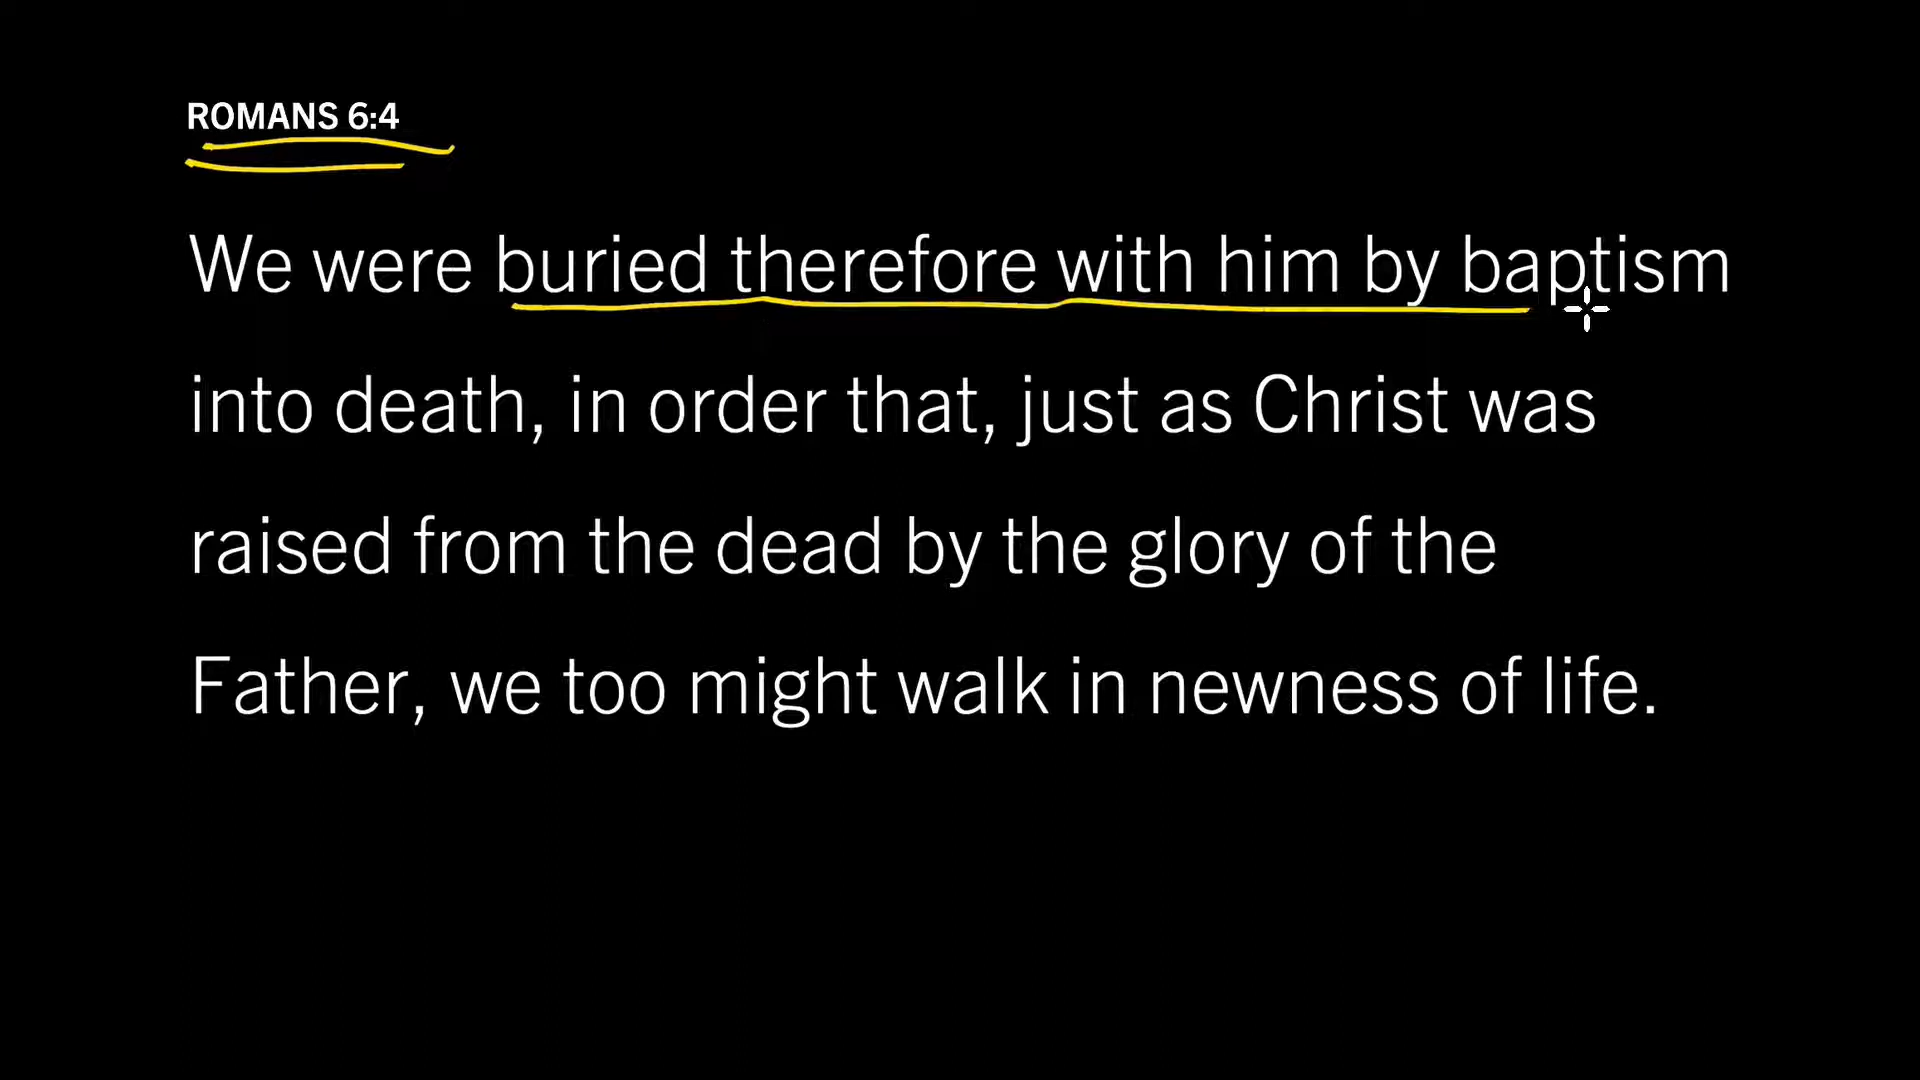 ROMANS 6:4
We were buried therefore with him by baptism
into death, in order that, just as Christ was
raised from the dead by the glory of the
Father, we too might walk in newness of life.